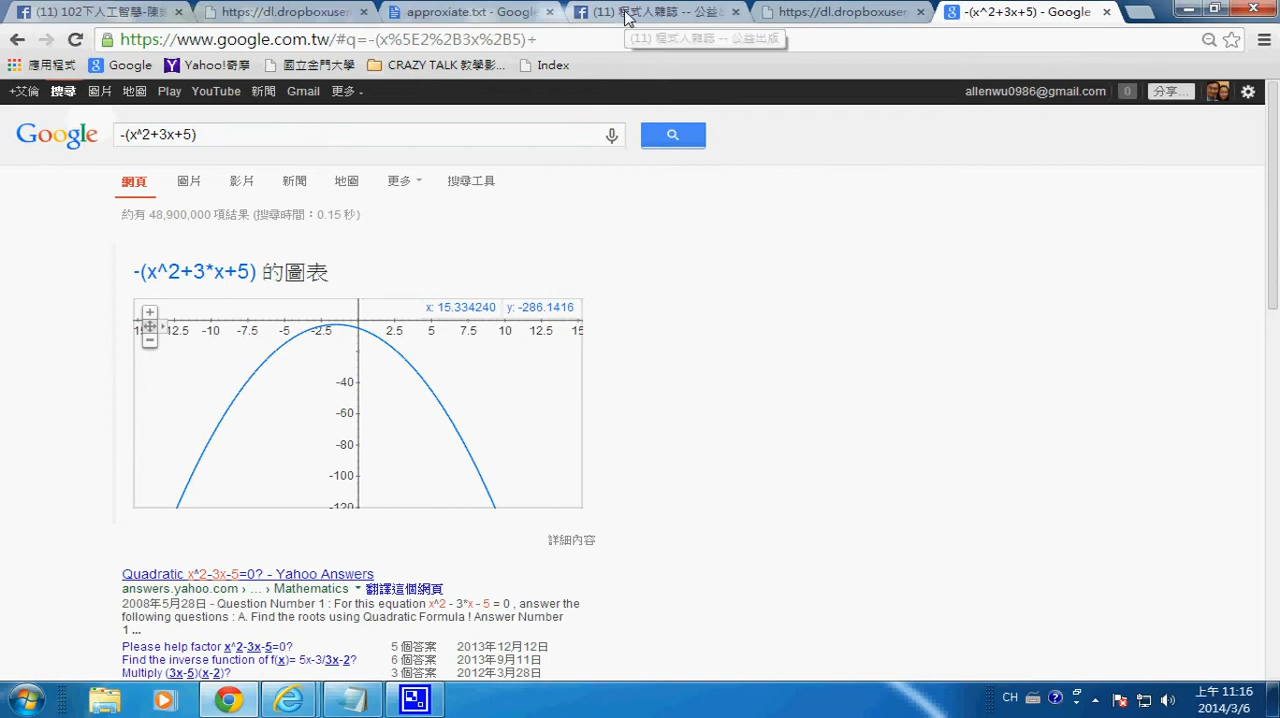 (11) 102下人工智慧-陳
https://dl.dropboxuser
approxiate.txt - Googl
(11) 程式人雜誌 -- 公益出
https://dl.dropboxuser
-(x^2+3x+5) - Google
https://www.google.com.tw/#q=-(x%5E2%2B3x%2B5)+
(11) 程式人雜誌 -- 公益出版
應用程式 Google Yahoo!奇摩 國立金門大學 CRAZY TALK 教學影... Index
+艾倫 搜尋 圖片 地圖 Play YouTube 新聞 Gmail 更多
allenwu0986@gmail.com 0 分享...
Google
-(x^2+3x+5)
網頁 圖片 影片 新聞 地圖 更多 搜尋工具
約有 48,900,000 項結果 (搜尋時間：0.15 秒)
-(x^2+3*x+5) 的圖表
x: 15.334240 y: -286.1416
-12.5 -10 -7.5 -5 -2.5 2.5 5 7.5 10 12.5 15
-40
-60
-80
-100
-120
詳細內容
Quadratic x^2-3x-5=0? - Yahoo Answers
answers.yahoo.com › ... › Mathematics 翻譯這個網頁
2008年5月28日 - Question Number 1 : For this equation x^2 - 3*x - 5 = 0 , answer the
following questions : A. Find the roots using Quadratic Formula ! Answer Number
1 ...
Please help factor x^2-3x-5=0? 5 個答案 2013年12月12日
Find the inverse function of f(x)= 5x-3/3x-2? 6 個答案 2013年9月11日
Multiply (3x-5)(x-2)? 3 個答案 2012年3月28日
CH
上午 11:16
2014/3/6